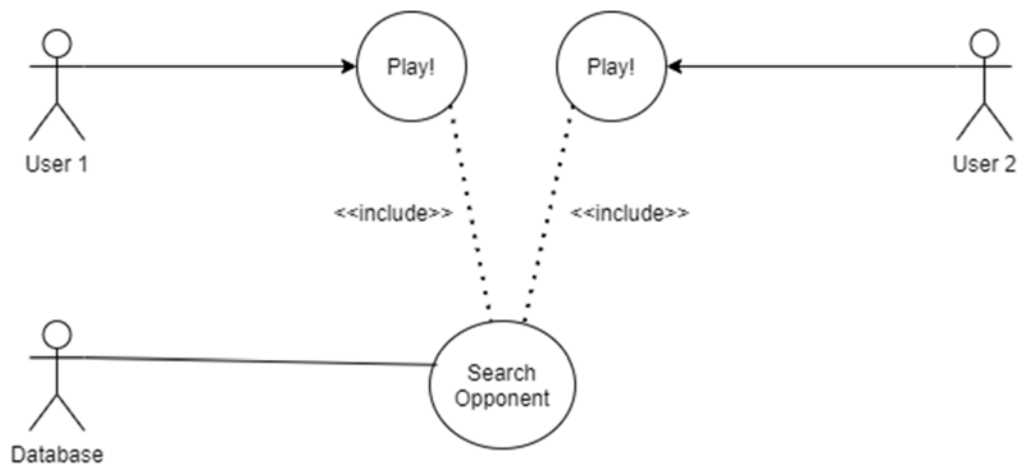 Play!
Play!
User 1
User 2
<<include>>
<<include>>
Search
Opponent
Database